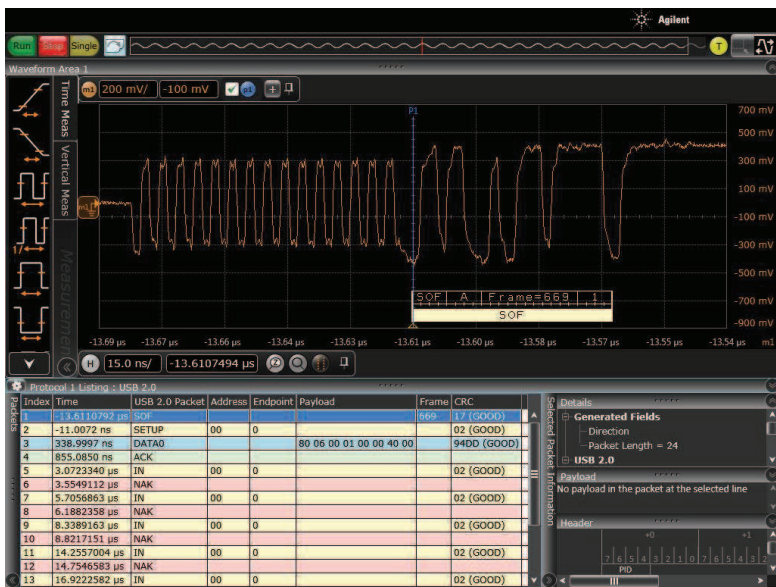 Agilent
Run Stop Single T
Waveform Area 1
Time Meas
Vertical Meas
Measurements
m1 200 mV/ -100 mV p1
P1
700 mV
500 mV
300 mV
100 mV
-100 mV
-300 mV
-500 mV
-700 mV
-900 mV
m1
1/
SOF A Frame=669 1
SOF
-13.69 µs -13.67 µs -13.66 µs -13.64 µs -13.63 µs -13.61 µs -13.60 µs -13.58 µs -13.57 µs -13.55 µs -13.54 µs m1
H 15.0 ns/ -13.6107494 µs
Protocol 1 Listing : USB 2.0
Packets
Index Time USB 2.0 Packet Address Endpoint Payload Frame CRC
1 -13.6110792 µs SOF 669 17 (GOOD)
2 -11.0072 ns SETUP 00 0 02 (GOOD)
3 338.9997 ns DATA0 80 06 00 01 00 00 40 00 94DD (GOOD)
4 855.0850 ns ACK
5 3.0723340 µs IN 00 0 02 (GOOD)
6 3.5549112 µs NAK
7 5.7056863 µs IN 00 0 02 (GOOD)
8 6.1882358 µs NAK
9 8.3389163 µs IN 00 0 02 (GOOD)
10 8.8217151 µs NAK
11 14.2557004 µs IN 00 0 02 (GOOD)
12 14.7546583 µs NAK
13 16.9222582 µs IN 00 0 02 (GOOD)
Selected Packet Information
Details
Generated Fields
Direction
Packet Length = 24
USB 2.0
Payload
No payload in the packet at the selected line
Header
+0 +1
7 6 5 4 3 2 1 0 7 6 5 4 3 2
PID